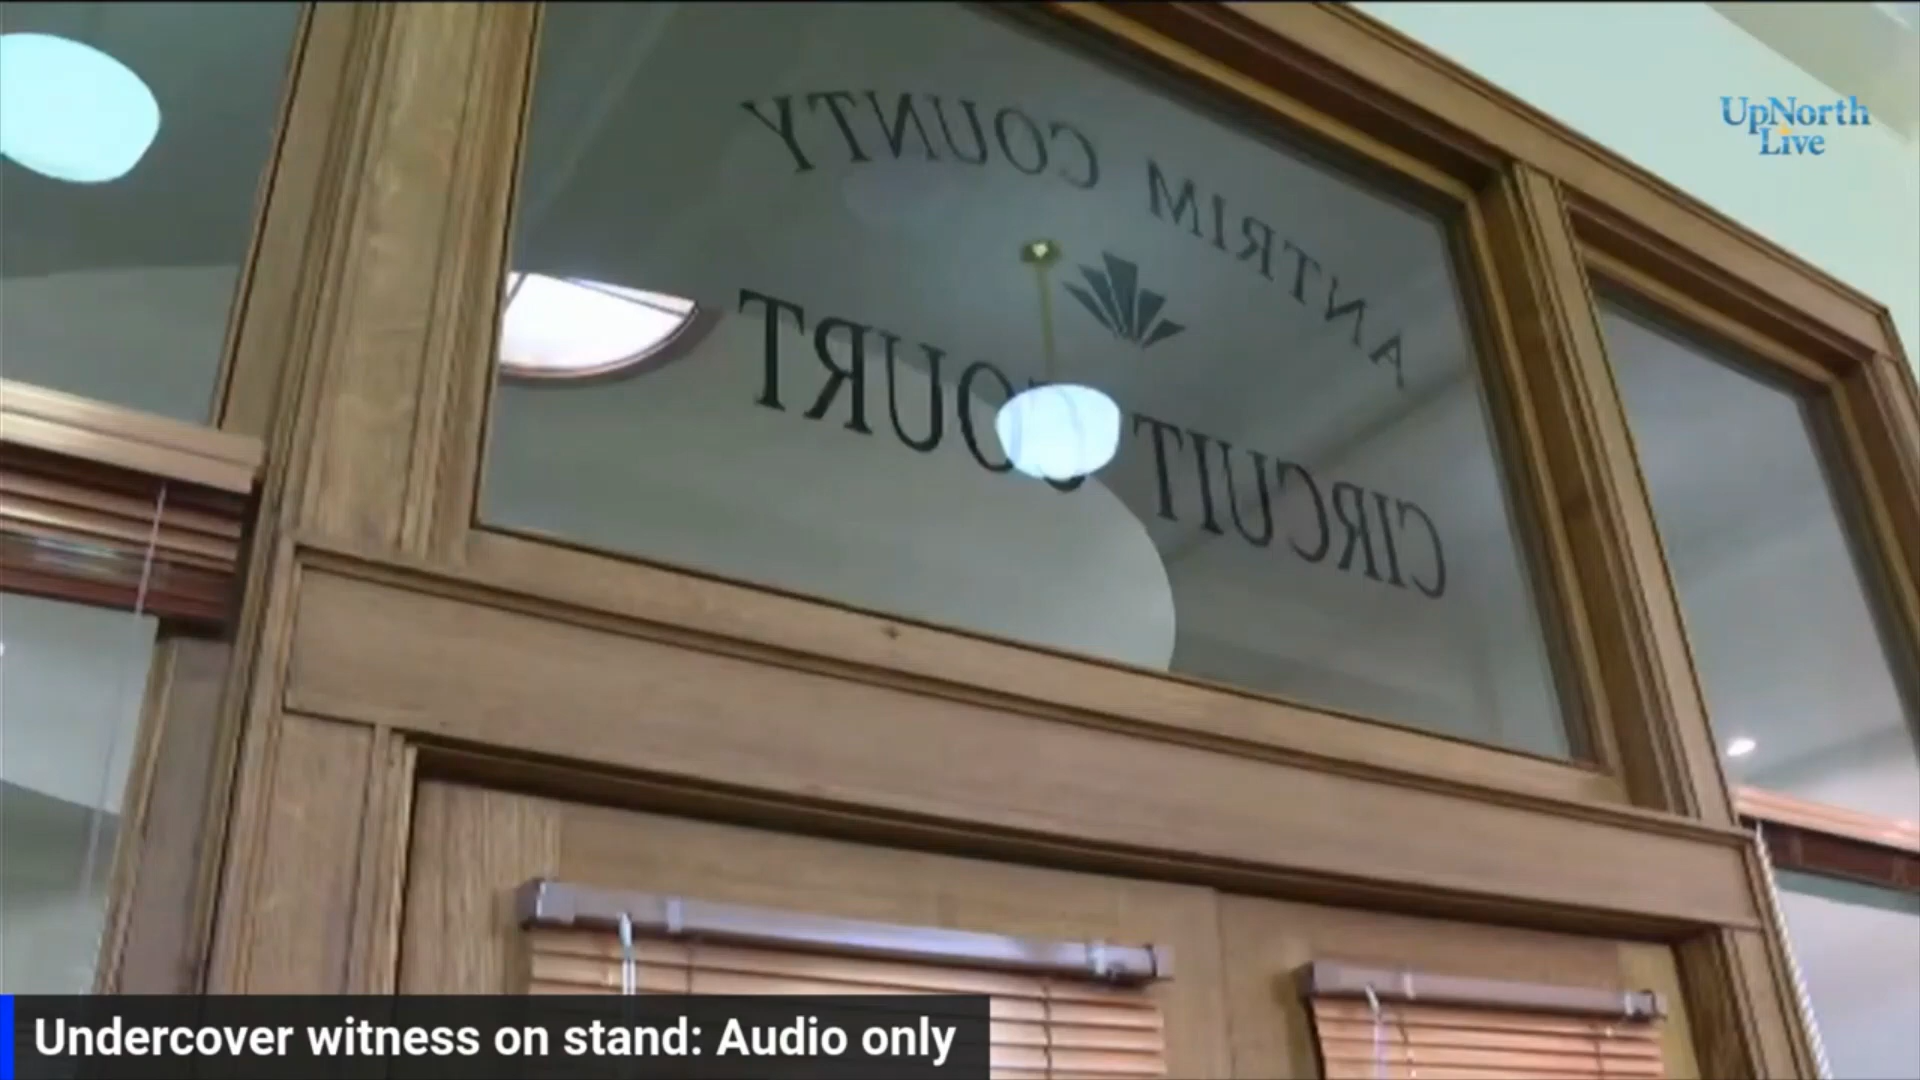 UpNorth
Live
ANTRIM COUNTY
CIRCUIT COURT
Undercover witness on stand: Audio only